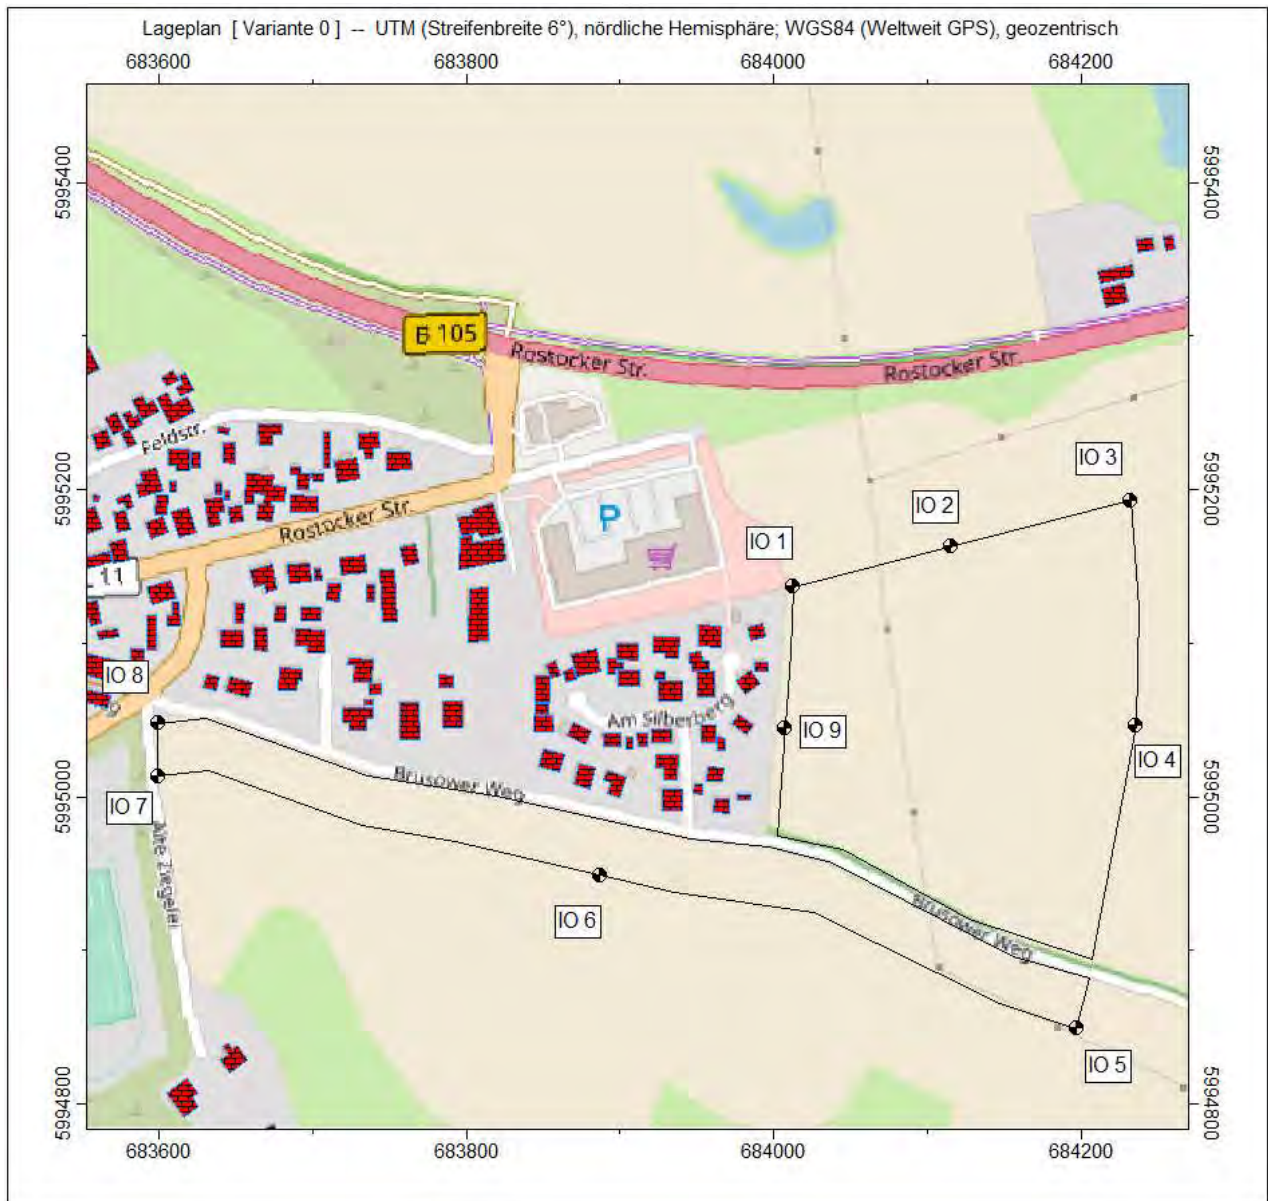 Lageplan [ Variante 0 ] -- UTM (Streifenbreite 6°), nördliche Hemisphäre; WGS84 (Weltweit GPS), geozentrisch
683600 683800 684000 684200
5995400
5995400
B 105
Rostocker Str.
Rostocker Str.
Feldstr.
IO 3
5995200
5995200
IO 2
P
Rostocker Str.
IO 1
11
IO 8
g
Am Silberberg
IO 9
IO 4
Brusower Weg
5995000
5995000
IO 7
Alte Ziegelei
IO 6
Brusower Weg
IO 5
5994800
5994800
683600 683800 684000 684200